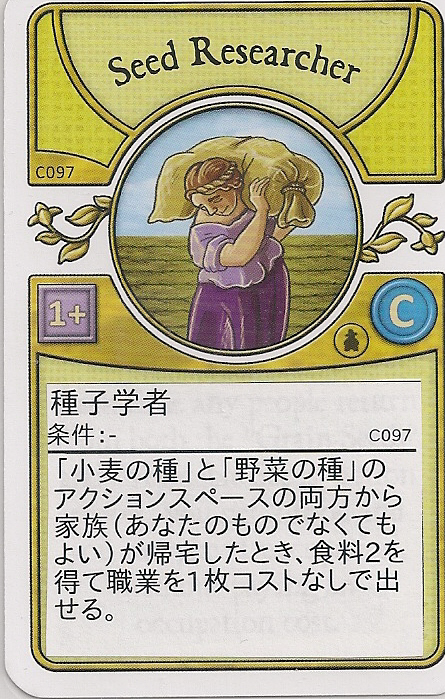 Seed Researcher
C097
1+
C
種子学者
条件:-
C097
「小麦の種」と「野菜の種」の
アクションスペースの両方から
家族(あなたのものでなくても
よい)が帰宅したとき、食料2を
得て職業を1枚コストなしで出
せる。